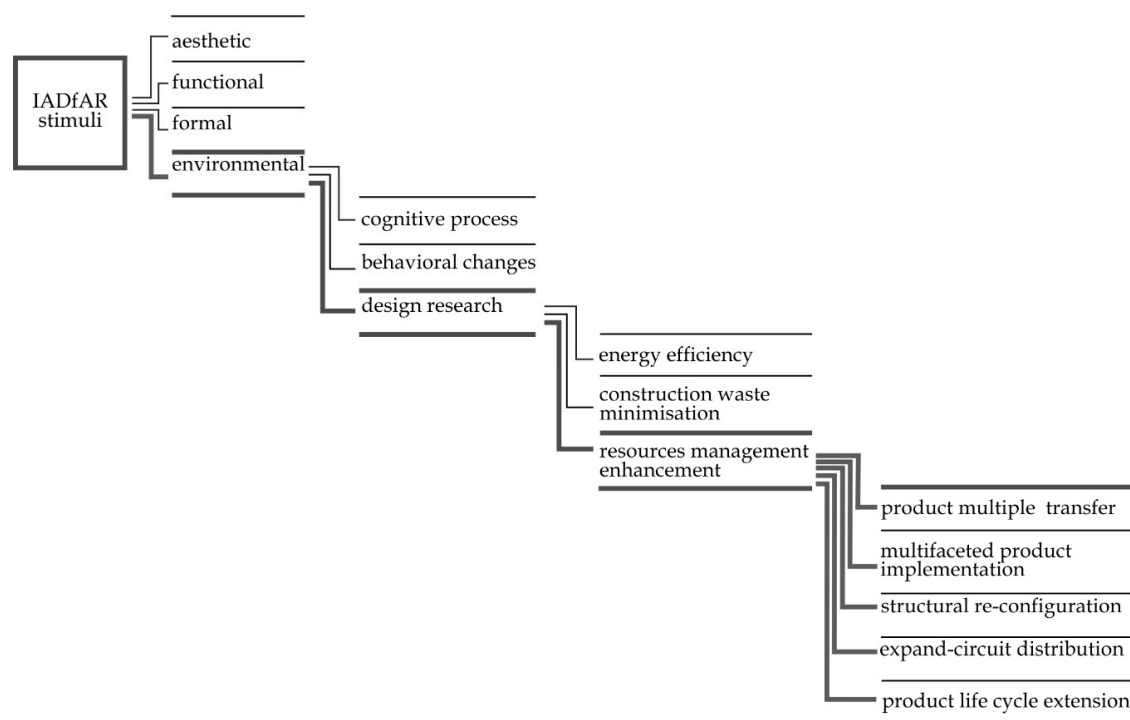 IADfAR
stimuli
aesthetic
functional
formal
environmental
cognitive process
behavioral changes
design research
energy efficiency
construction waste
minimisation
resources management
enhancement
product multiple transfer
multifaceted product
implementation
structural re-configuration
expand-circuit distribution
product life cycle extension